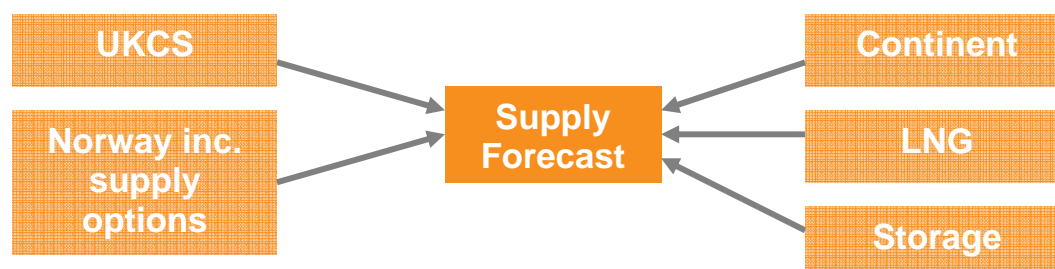 UKCS
Norway inc.
supply
options
Supply
Forecast
Continent
LNG
Storage